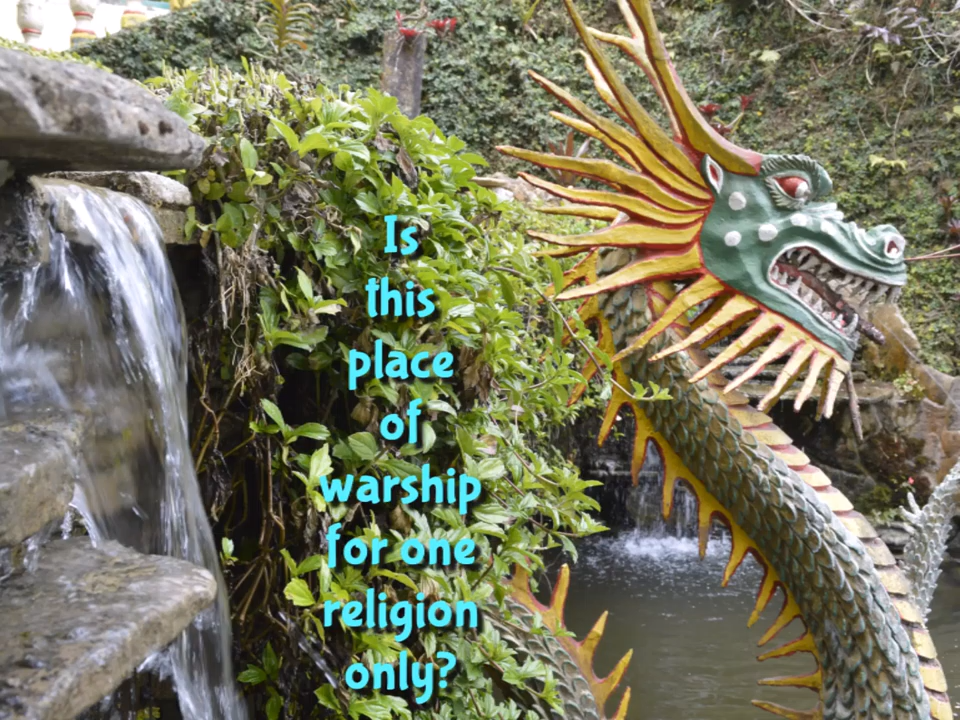 Is
this
place
of
warship
for one
religion
only?